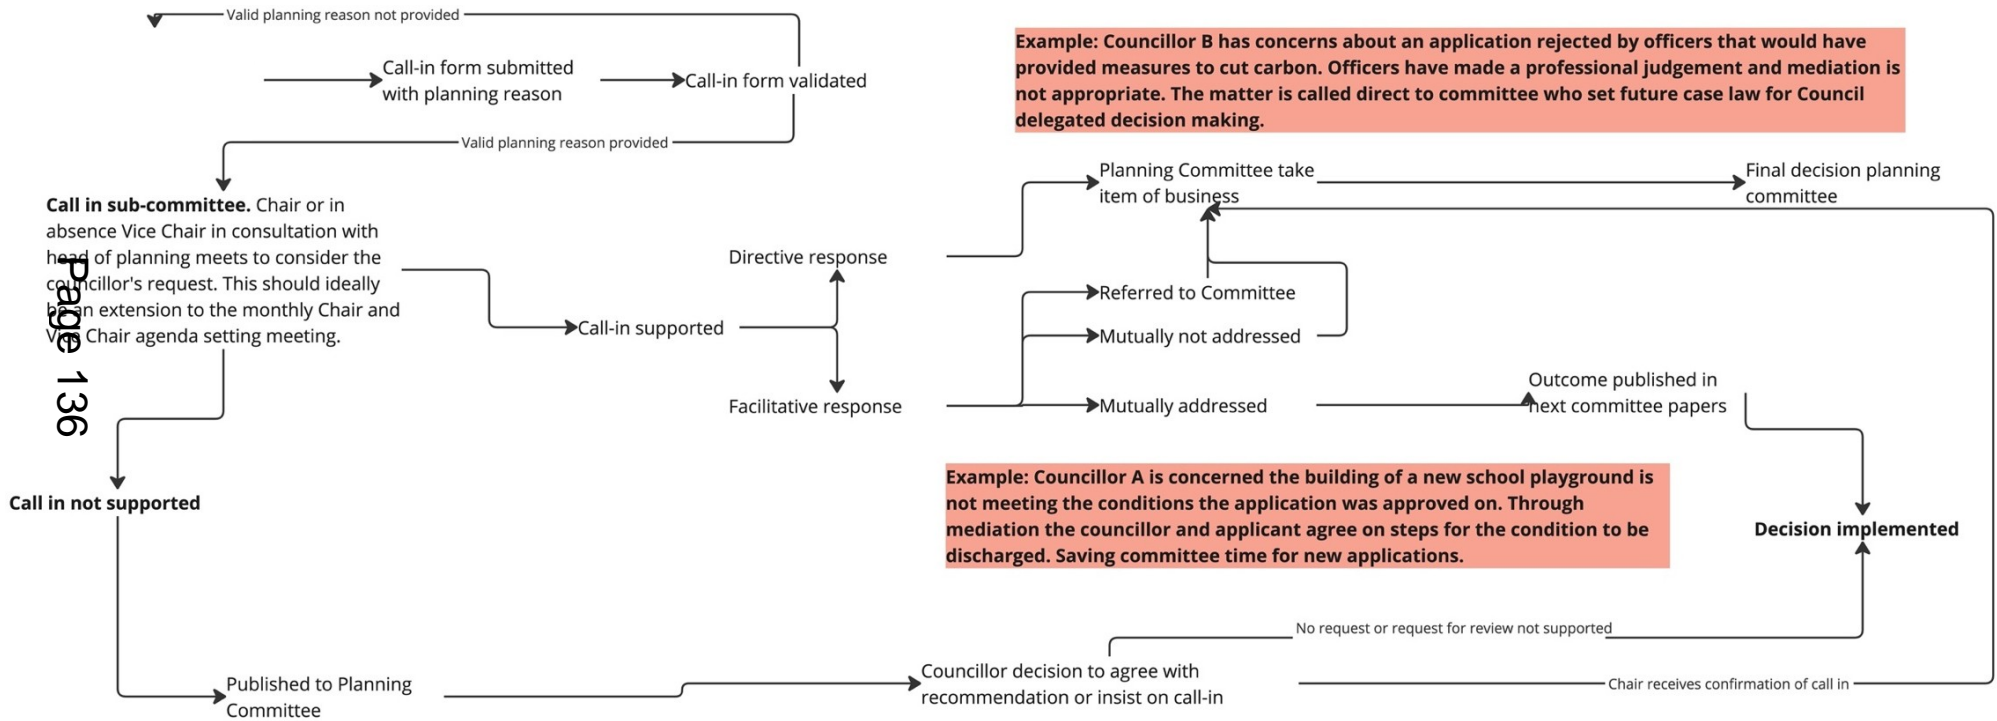 Valid planning reason not provided
Call-in form submitted
with planning reason
Call-in form validated
Valid planning reason provided
Example: Councillor B has concerns about an application rejected by officers that would have
provided measures to cut carbon. Officers have made a professional judgement and mediation is
not appropriate. The matter is called direct to committee who set future case law for Council
delegated decision making.
Call in sub-committee. Chair or in
absence Vice Chair in consultation with
head of planning meets to consider the
councillor's request. This should ideally
be an extension to the monthly Chair and
Vice Chair agenda setting meeting.
Page 136
Call-in supported
Directive response
Facilitative response
Planning Committee take
item of business
Final decision planning
committee
Referred to Committee
Mutually not addressed
Mutually addressed
Outcome published in
next committee papers
Call in not supported
Example: Councillor A is concerned the building of a new school playground is
not meeting the conditions the application was approved on. Through
mediation the councillor and applicant agree on steps for the condition to be
discharged. Saving committee time for new applications.
Decision implemented
No request or request for review not supported
Published to Planning
Committee
Councillor decision to agree with
recommendation or insist on call-in
Chair receives confirmation of call in